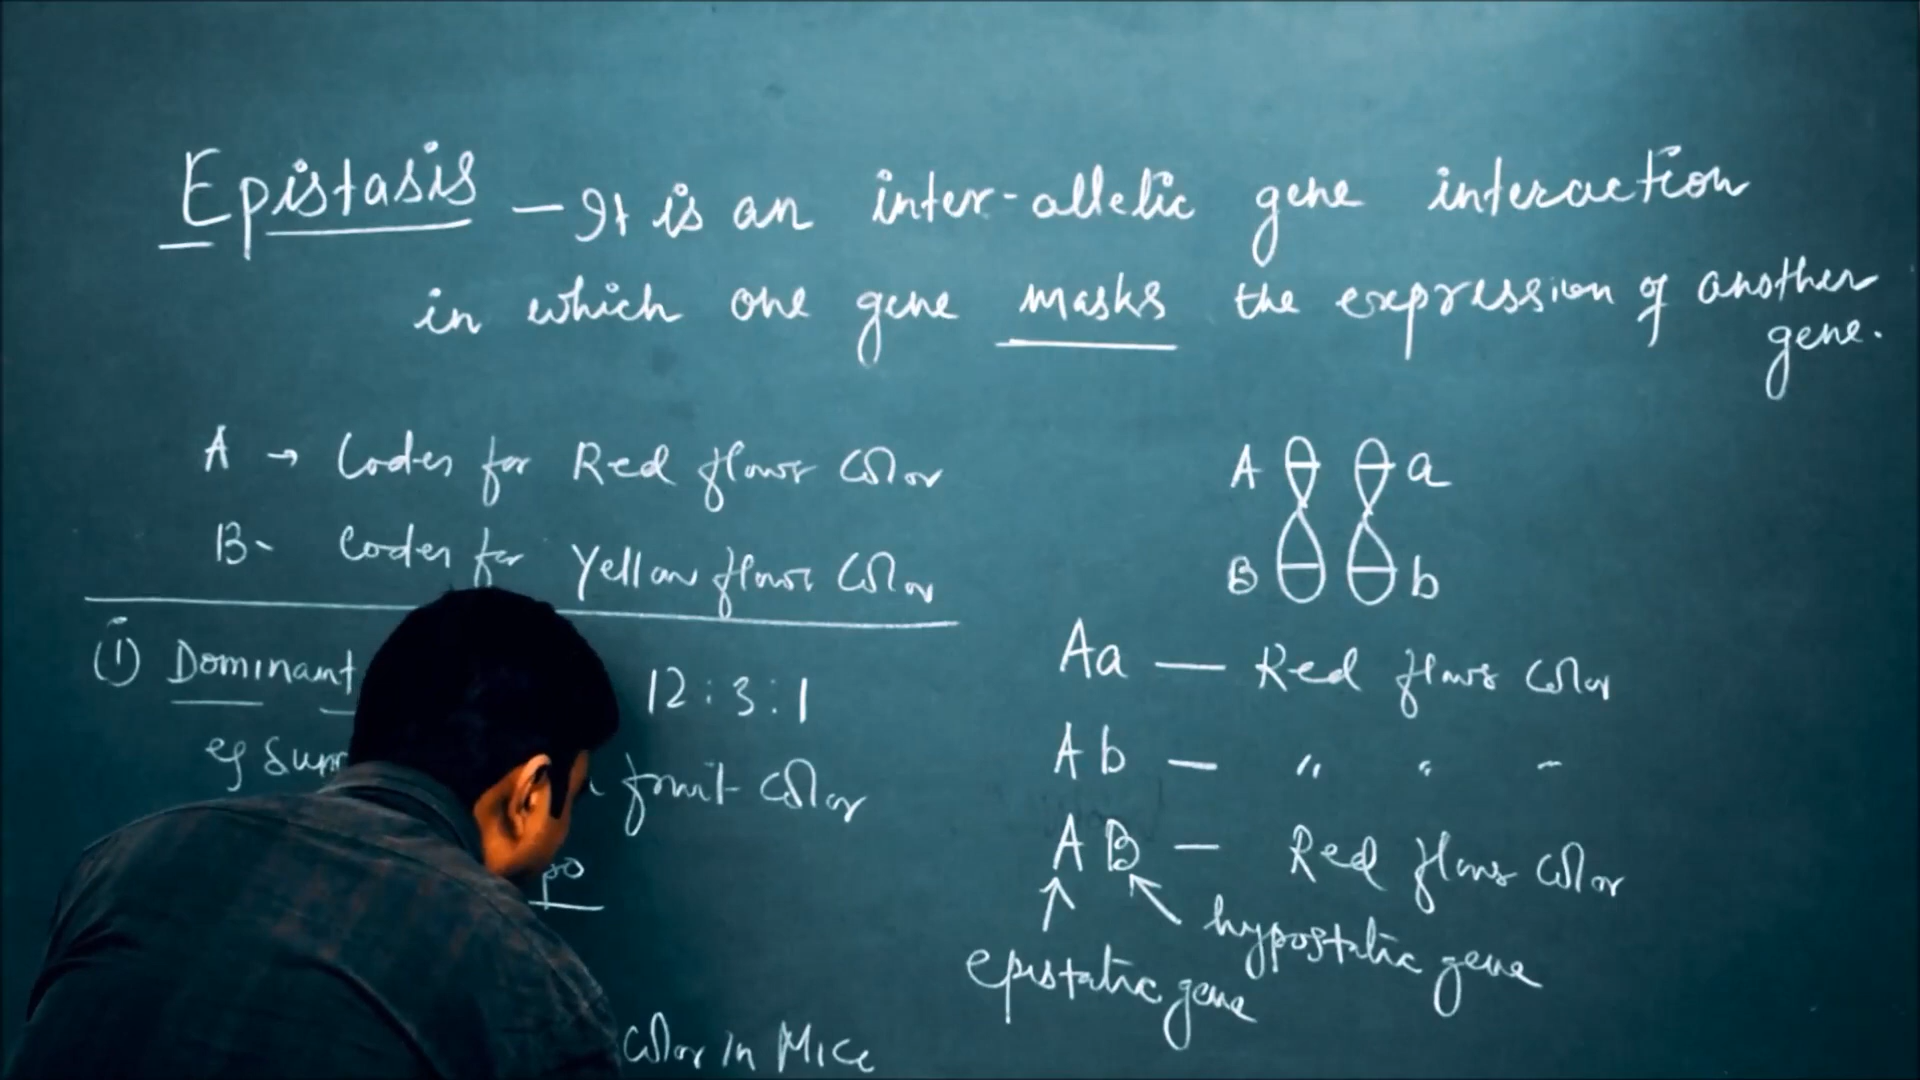 Epistasis – It is an inter-allelic gene interaction
in which one gene masks the expression of another
gene.
A → Codes for Red flower Color
B - Codes for Yellow flower Color
(1) Dominant 12:3:1
eg fruit Color
Color in Mice
A a
B b
Aa — Red flower Color
Ab — " " "
AB — Red flower Color
hypostatic gene
epistatic gene